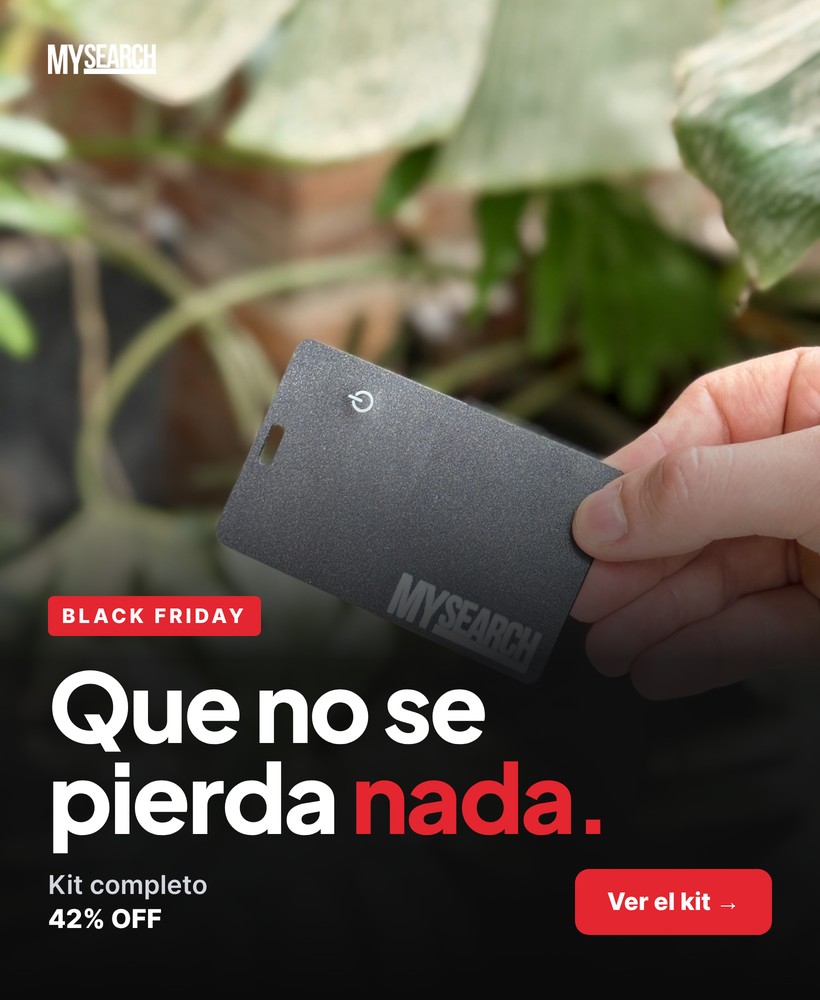 MYSEARCH
MYSEARCH
BLACK FRIDAY
Que no se
pierda nada.
Kit completo
42% OFF
Ver el kit →